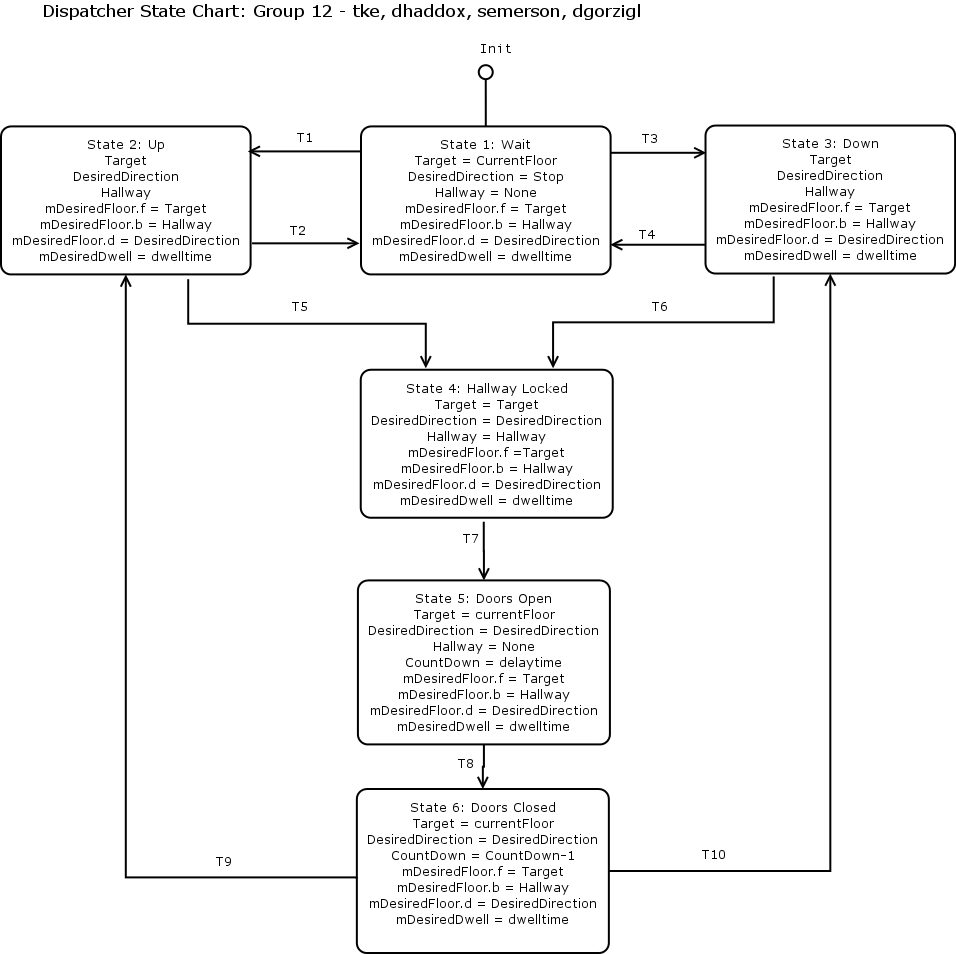 Dispatcher State Chart: Group 12 - tke, dhaddox, semerson, dgorzigl
Init
State 2: Up
Target
DesiredDirection
Hallway
mDesiredFloor.f = Target
mDesiredFloor.b = Hallway
mDesiredFloor.d = DesiredDirection
mDesiredDwell = dwelltime
T1
T2
State 1: Wait
Target = CurrentFloor
DesiredDirection = Stop
Hallway = None
mDesiredFloor.f = Target
mDesiredFloor.b = Hallway
mDesiredFloor.d = DesiredDirection
mDesiredDwell = dwelltime
T3
T4
State 3: Down
Target
DesiredDirection
Hallway
mDesiredFloor.f = Target
mDesiredFloor.b = Hallway
mDesiredFloor.d = DesiredDirection
mDesiredDwell = dwelltime
T5
T6
State 4: Hallway Locked
Target = Target
DesiredDirection = DesiredDirection
Hallway = Hallway
mDesiredFloor.f =Target
mDesiredFloor.b = Hallway
mDesiredFloor.d = DesiredDirection
mDesiredDwell = dwelltime
T7
State 5: Doors Open
Target = currentFloor
DesiredDirection = DesiredDirection
Hallway = None
CountDown = delaytime
mDesiredFloor.f = Target
mDesiredFloor.b = Hallway
mDesiredFloor.d = DesiredDirection
mDesiredDwell = dwelltime
T8
State 6: Doors Closed
Target = currentFloor
DesiredDirection = DesiredDirection
CountDown = CountDown-1
mDesiredFloor.f = Target
mDesiredFloor.b = Hallway
mDesiredFloor.d = DesiredDirection
mDesiredDwell = dwelltime
T9
T10